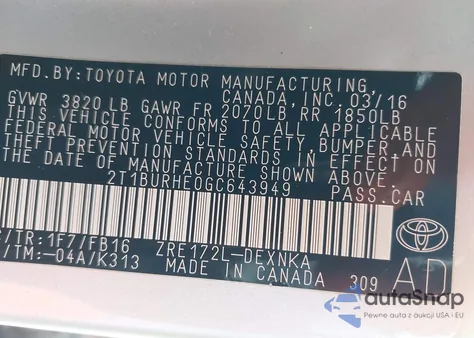 MFD. BY: TOYOTA MOTOR MANUFACTURING,
CANADA, INC. 03/16
GVWR 3820 LB GAWR FR 2070LB RR 1850LB
THIS VEHICLE CONFORMS TO ALL APPLICABLE
FEDERAL MOTOR VEHICLE SAFETY, BUMPER AND
THEFT PREVENTION STANDARDS IN EFFECT ON
THE DATE OF MANUFACTURE SHOWN ABOVE.
2T1BURHE0GC643949 PASS.CAR
/TR: 1F7/FB16 ZRE172L-DEXNKA
/TM:-04A/K313 MADE IN CANADA 309 AD
autaSnap
Pewne auta z aukcji USA i EU